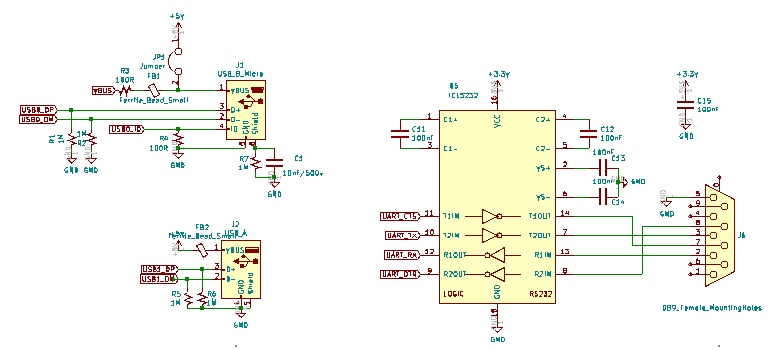 +5V
JP1
Jumper
R3
100R
FB1
Ferrite_Bead_Small
VBUS
USB0_DP
USB0_DM
USB0_ID
R1
1M
1M
R2
GND
GND
R4
100R
GND
J1
USB_B_Micro
VBUS
D+
D-
ID
GND
Shield
1
3
2
4
R7
1M
C1
10nF/500v
GND
+5V
FB2
Ferrite_Bead_Small
J2
USB_A
VBUS
D+
D-
GND
Shield
1
3
2
USB1_DP
USB1_DM
R5
1M
R6
1M
GND
+3.3V
ICL3232
16
VCC
C1+
C1-
C2+
C2-
VS+
VS-
1
3
4
5
2
6
C11
100nF
C12
100nF
100nF
C13
100nF
C14
GND
T1IN
T1OUT
T2IN
T2OUT
R1OUT
R1IN
R2OUT
R2IN
LOGIC
GND
RS232
UART_CTS
UART_TX
UART_RX
UART_DTR
11
10
12
9
14
7
13
8
GND
+3.3V
C15
100nF
GND
GND
0
5
9
4
8
3
7
2
6
1
J6
DB9_Female_MountingHoles